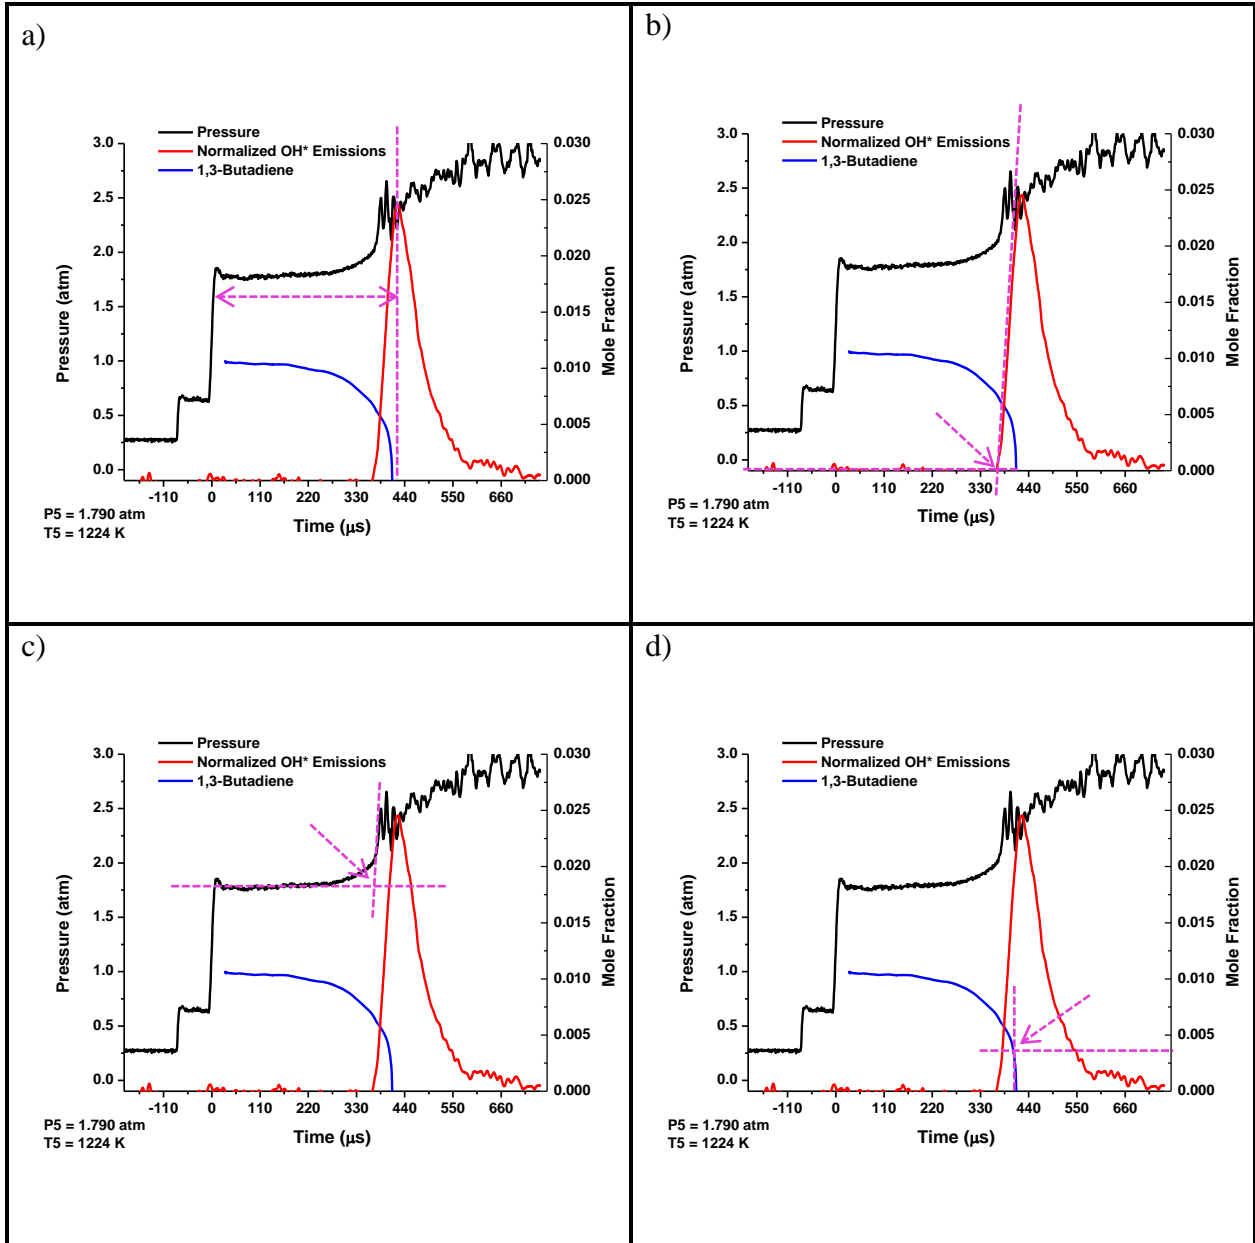 a)
Pressure
Normalized OH* Emissions
1,3-Butadiene
3.0
2.5
2.0
1.5
1.0
0.5
0.0
Pressure (atm)
0.030
0.025
0.020
0.015
0.010
0.005
0.000
Mole Fraction
-110 0 110 220 330 440 550 660
Time (μs)
P5 = 1.790 atm
T5 = 1224 K
b)
Pressure
Normalized OH* Emissions
1,3-Butadiene
3.0
2.5
2.0
1.5
1.0
0.5
0.0
Pressure (atm)
0.030
0.025
0.020
0.015
0.010
0.005
0.000
Mole Fraction
-110 0 110 220 330 440 550 660
Time (μs)
P5 = 1.790 atm
T5 = 1224 K
c)
Pressure
Normalized OH* Emissions
1,3-Butadiene
3.0
2.5
2.0
1.5
1.0
0.5
0.0
Pressure (atm)
0.030
0.025
0.020
0.015
0.010
0.005
0.000
Mole Fraction
-110 0 110 220 330 440 550 660
Time (μs)
P5 = 1.790 atm
T5 = 1224 K
d)
Pressure
Normalized OH* Emissions
1,3-Butadiene
3.0
2.5
2.0
1.5
1.0
0.5
0.0
Pressure (atm)
0.030
0.025
0.020
0.015
0.010
0.005
0.000
Mole Fraction
-110 0 110 220 330 440 550 660
Time (μs)
P5 = 1.790 atm
T5 = 1224 K